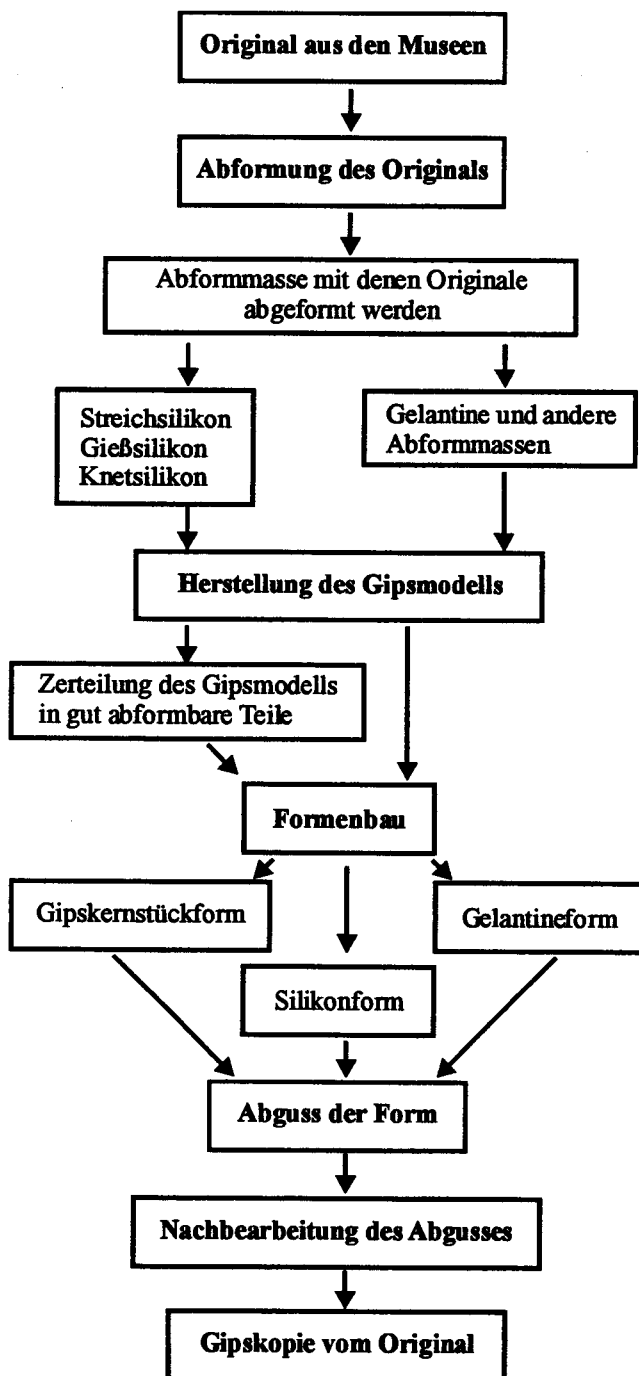 Original aus den Museen
Abformung des Originals
Abformmasse mit denen Originale
abgeformt werden
Streichsilikon
Gießsilikon
Knetsilikon
Gelantine und andere
Abformmassen
Herstellung des Gipsmodells
Zerteilung des Gipsmodells
in gut abformbare Teile
Formenbau
Gipskernstückform
Gelantineform
Silikonform
Abguss der Form
Nachbearbeitung des Abgusses
Gipskopie vom Original